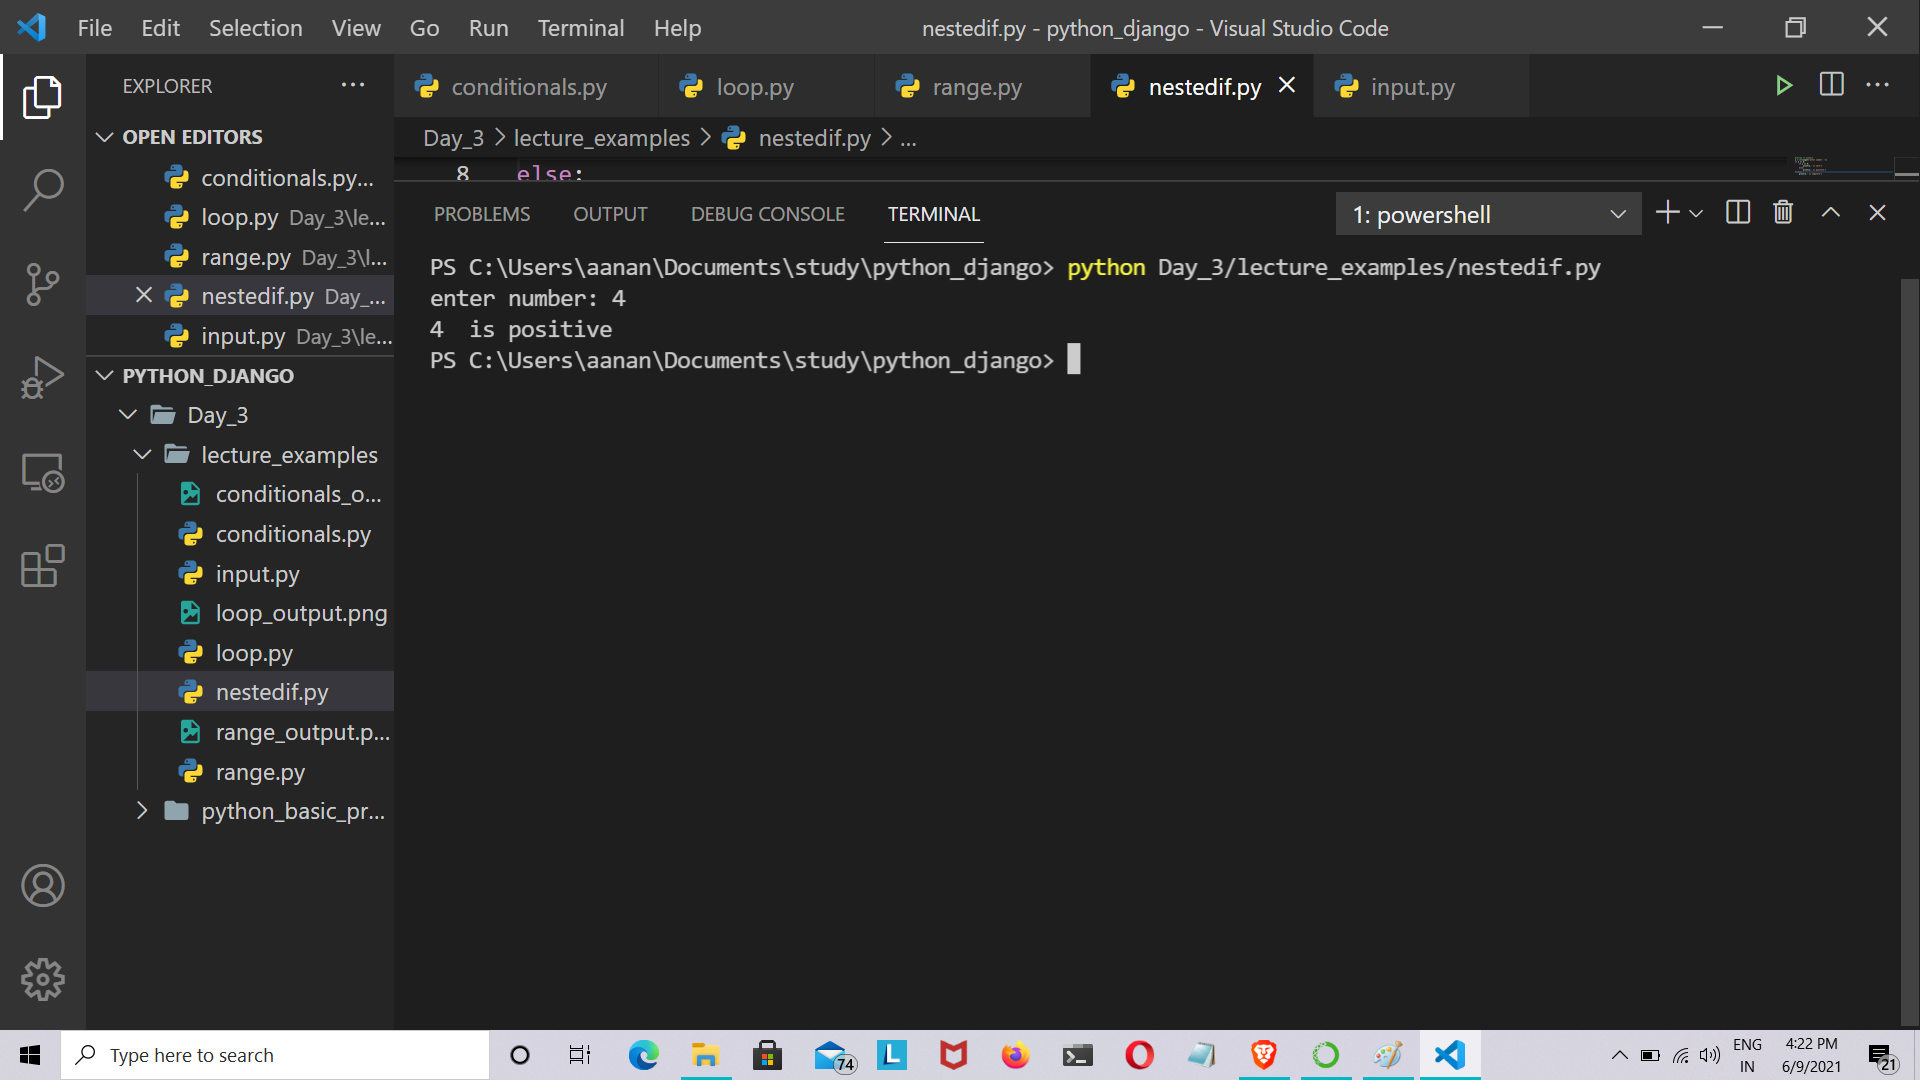 File Edit Selection View Go Run Terminal Help
nestedif.py - python_django - Visual Studio Code
EXPLORER
conditionals.py loop.py range.py nestedif.py input.py
OPEN EDITORS
conditionals.py...
loop.py Day_3\le...
range.py Day_3\l...
nestedif.py Day_...
input.py Day_3\le...
PYTHON_DJANGO
Day_3
lecture_examples
conditionals_o...
conditionals.py
input.py
loop_output.png
loop.py
nestedif.py
range_output.p...
range.py
python_basic_pr...
Day_3 > lecture_examples > nestedif.py > ...
8 else:
PROBLEMS OUTPUT DEBUG CONSOLE TERMINAL
1: powershell
PS C:\Users\aanan\Documents\study\python_django> python Day_3/lecture_examples/nestedif.py
enter number: 4
4  is positive
PS C:\Users\aanan\Documents\study\python_django>
Type here to search
74
L
ENG
IN
4:22 PM
6/9/2021
21